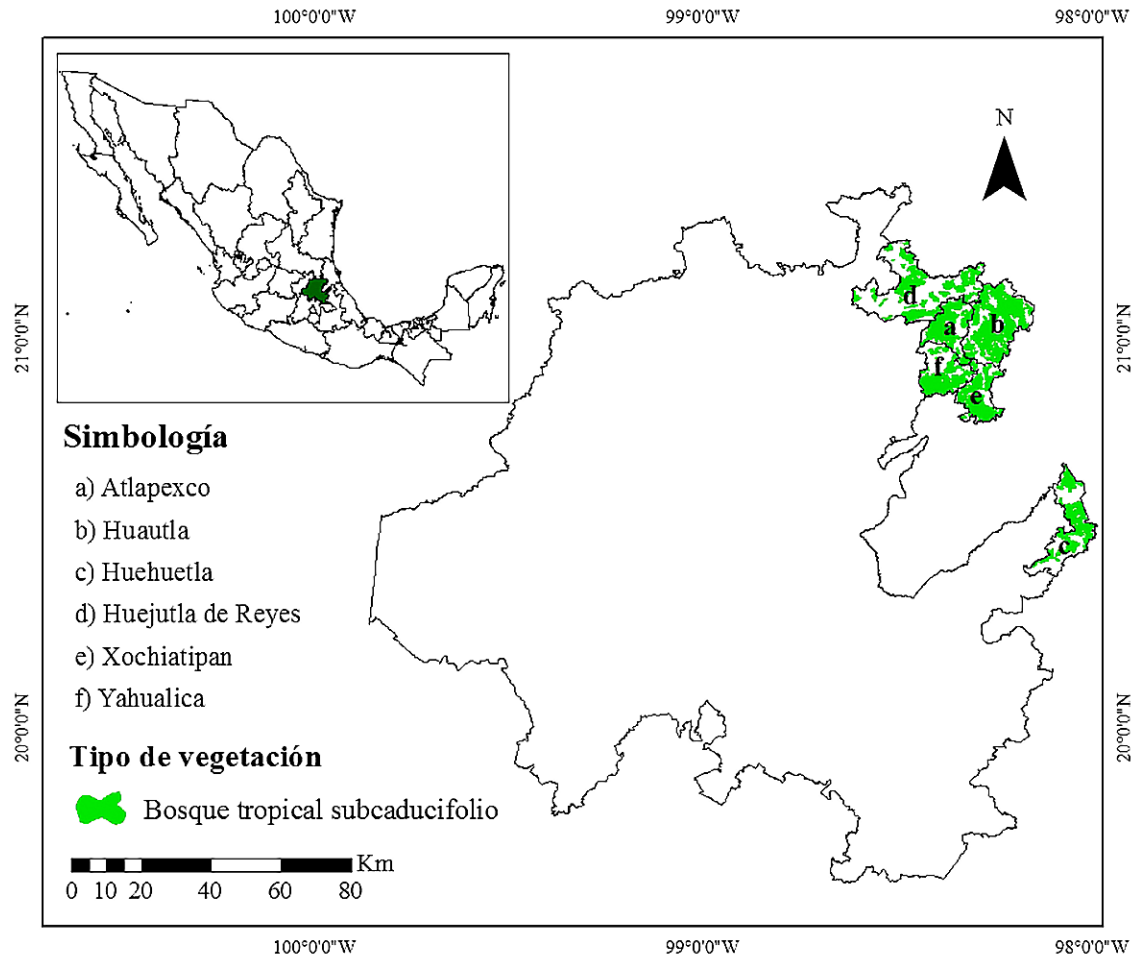 100°0'0"W 99°0'0"W 98°0'0"W
N
21°0'0"N 21°0'0"N
d
a b
f
e
c
Simbología
a) Atlapexco
b) Huautla
c) Huehuetla
d) Huejutla de Reyes
e) Xochiatipan
f) Yahualica
20°0'0"N 20°0'0"N
Tipo de vegetación
Bosque tropical subcaducifolio
Km
0 10 20 40 60 80
100°0'0"W 99°0'0"W 98°0'0"W